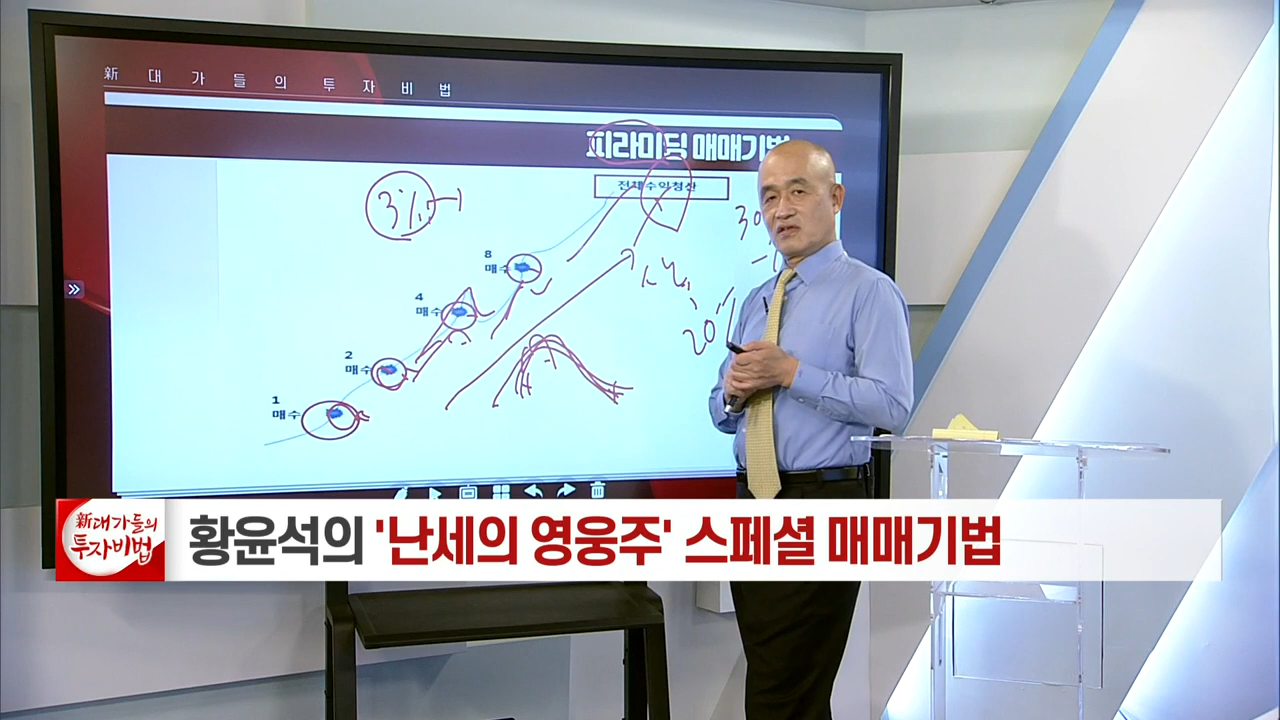 新 대 가 들 의 투 자 비 법
피라미딩 매매기법
전체수익청산
3%
30
8
매수
4
매수
20%
2
매수
1
매수
新대가들의
투자비법
황윤석의 '난세의 영웅주' 스페셜 매매기법